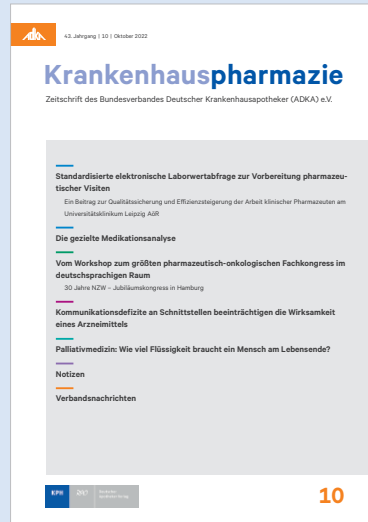 adka
43. Jahrgang | 10 | Oktober 2022
Krankenhauspharmazie
Zeitschrift des Bundesverbandes Deutscher Krankenhausapotheker (ADKA) e.V.
Standardisierte elektronische Laborwertabfrage zur Vorbereitung pharmazeu-
tischer Visiten
Ein Beitrag zur Qualitätssicherung und Effizienzsteigerung der Arbeit klinischer Pharmazeuten am
Universitätsklinikum Leipzig AöR
Die gezielte Medikationsanalyse
Vom Workshop zum größten pharmazeutisch-onkologischen Fachkongress im
deutschsprachigen Raum
30 Jahre NZW – Jubiläumskongress in Hamburg
Kommunikationsdefizite an Schnittstellen beeinträchtigen die Wirksamkeit
eines Arzneimittels
Palliativmedizin: Wie viel Flüssigkeit braucht ein Mensch am Lebensende?
Notizen
Verbandsnachrichten
KPH
Deutscher
Apotheker Verlag
10